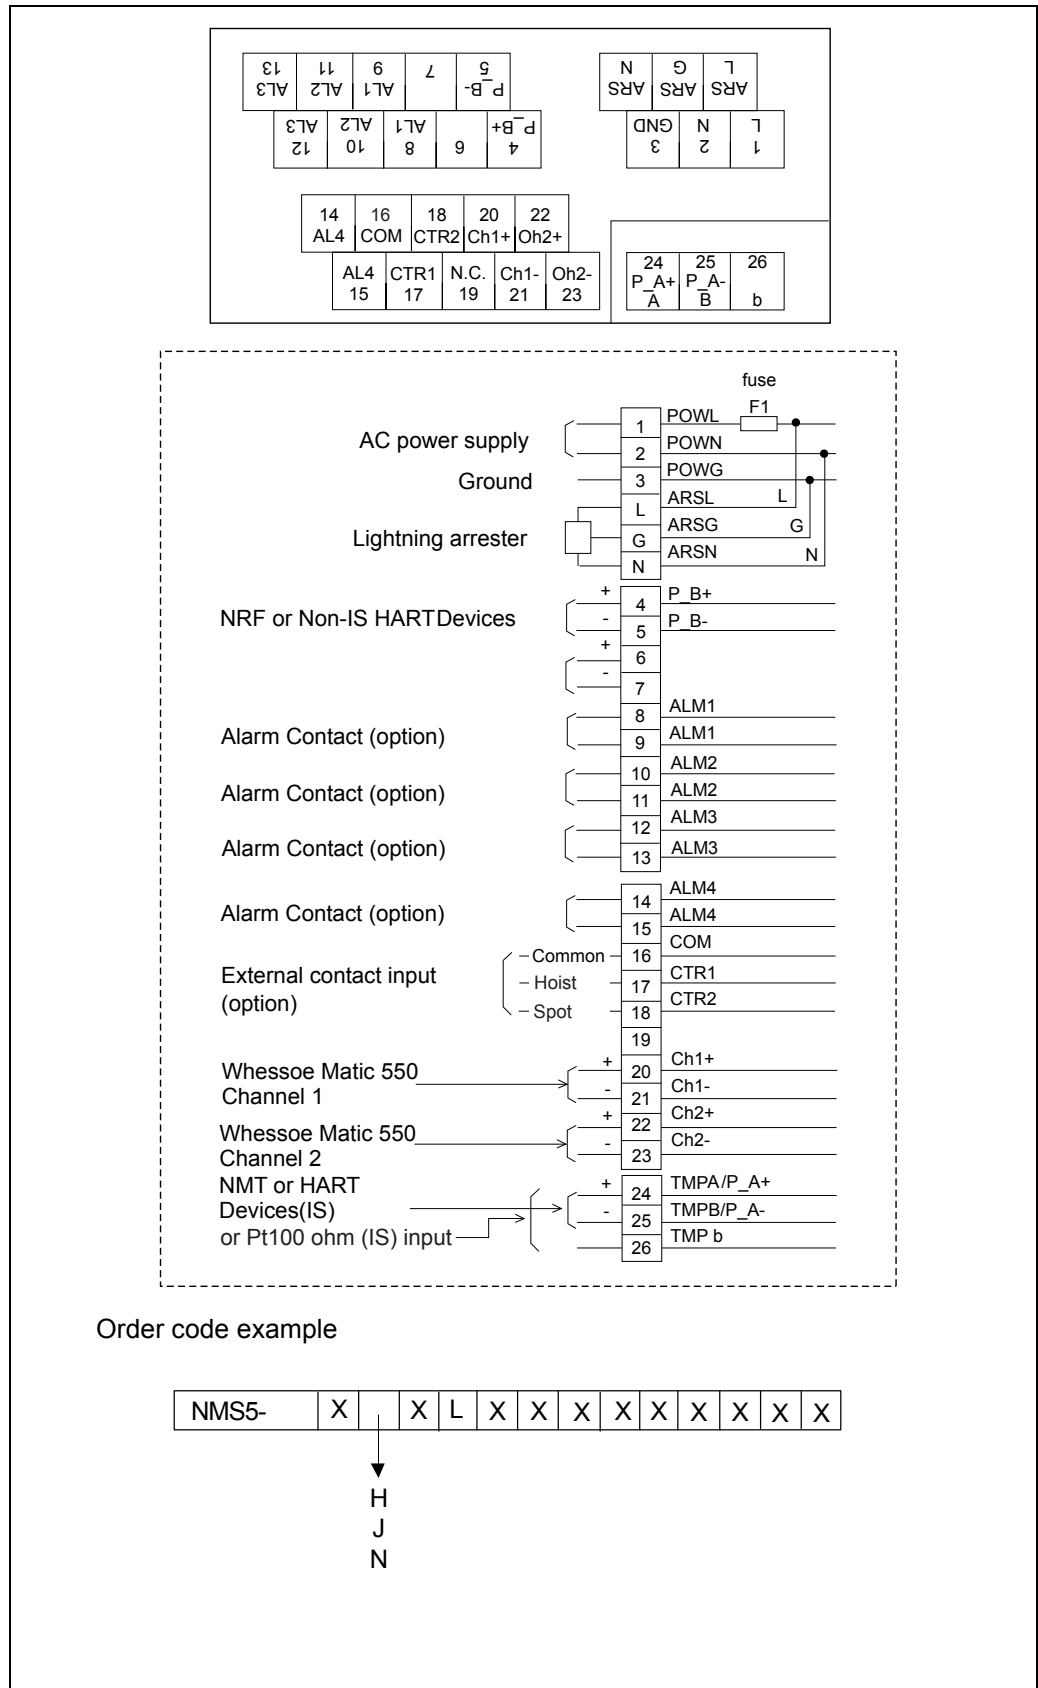 13 11 9 7 5
AL3 AL2 AL1 P_B-
N G L
ARS ARS ARS
AL3 AL2 AL1 P_B+
12 10 8 6 4
GND N L
3 2 1
14 16 18 20 22
AL4 COM CTR2 Ch1+ Oh2+
AL4 CTR1 N.C. Ch1- Oh2-
15 17 19 21 23
24 25 26
P_A+ P_A-
A B b
fuse
F1
AC power supply
1 POWL
2 POWN
Ground
3 POWG
Lightning arrester
L ARSL L
G ARSG G
N ARSN N
NRF or Non-IS HARTDevices
+ 4 P_B+
- 5 P_B-
+ 6
- 7
Alarm Contact (option)
8 ALM1
9 ALM1
Alarm Contact (option)
10 ALM2
11 ALM2
Alarm Contact (option)
12 ALM3
13 ALM3
Alarm Contact (option)
14 ALM4
15 ALM4
External contact input
(option)
Common 16 COM
Hoist 17 CTR1
Spot 18 CTR2
19
Whessoe Matic 550
Channel 1
+ 20 Ch1+
- 21 Ch1-
Whessoe Matic 550
Channel 2
+ 22 Ch2+
- 23 Ch2-
NMT or HART
Devices(IS)
or Pt100 ohm (IS) input
+ 24 TMPA/P_A+
- 25 TMPB/P_A-
26 TMP b
Order code example
NMS5- X X L X X X X X X X X X
H
J
N